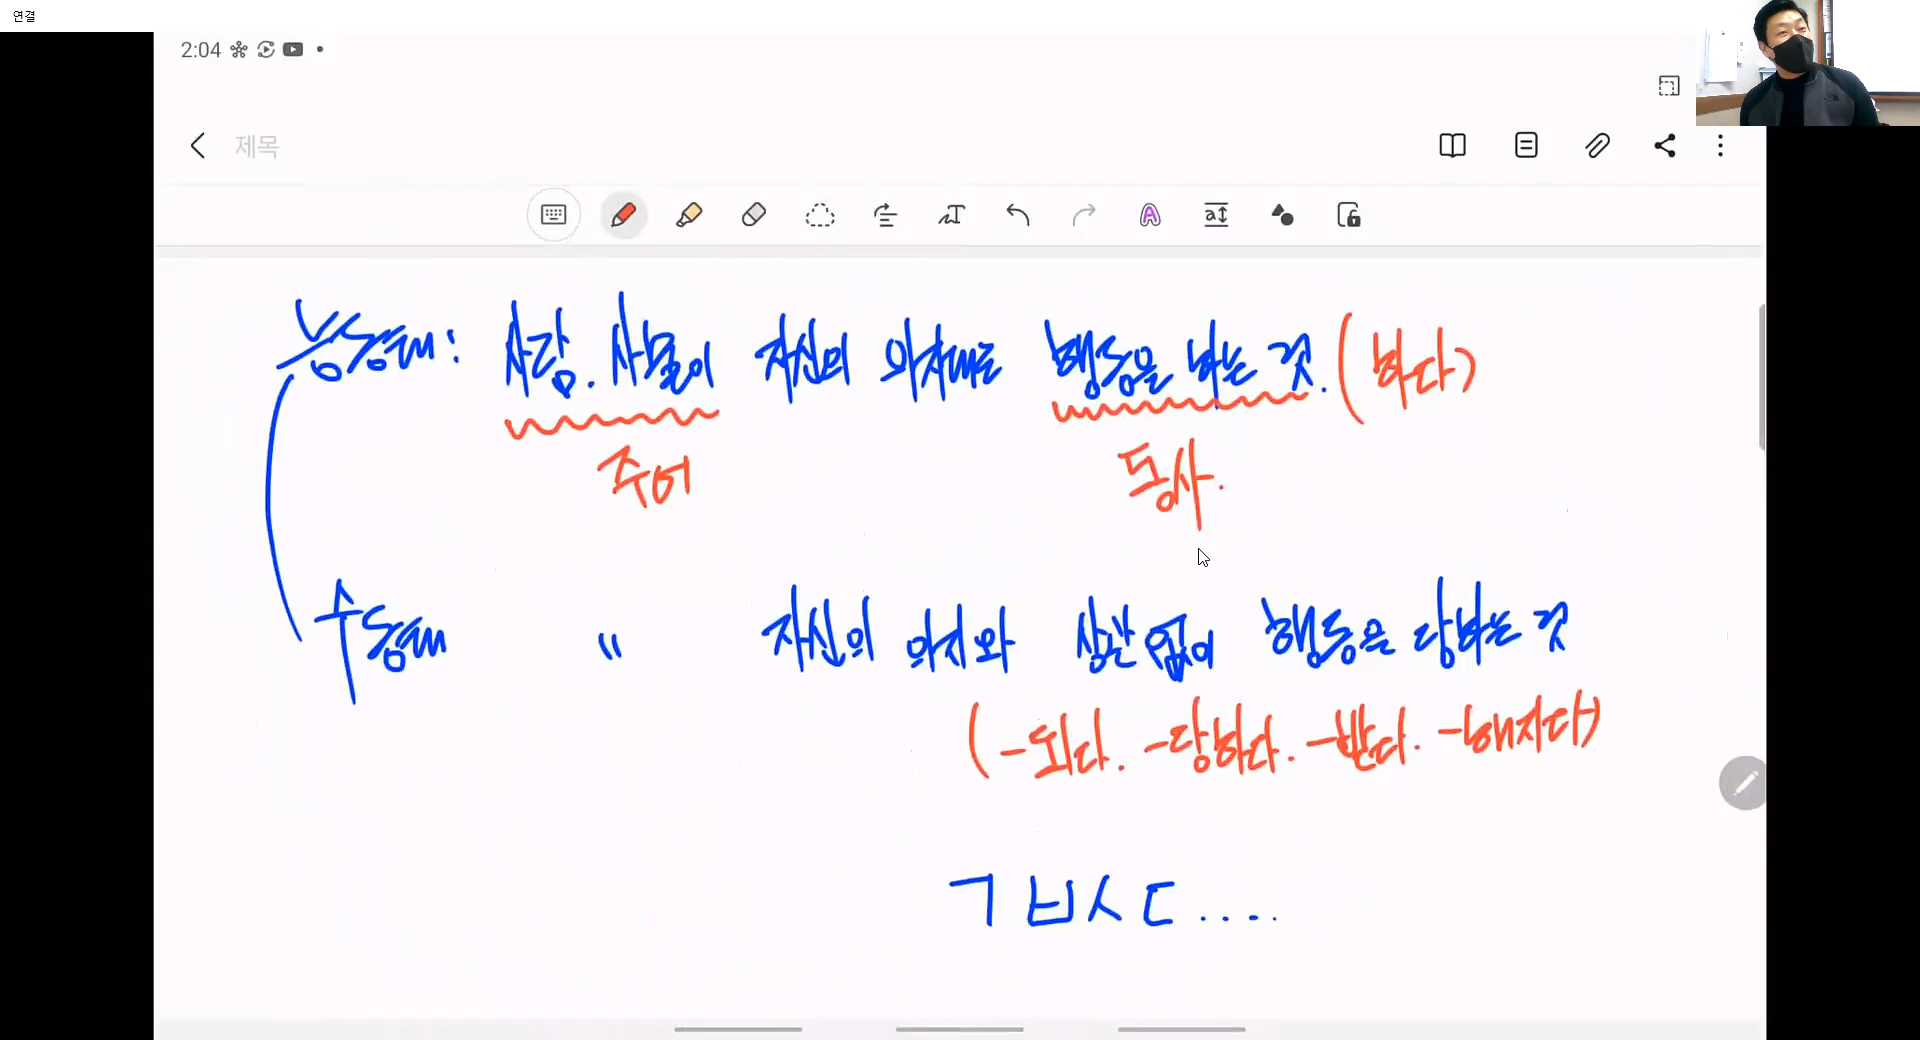 연결
2:04
제목
능동태: 사람. 사물이 자신의 의지대로 행동을 하는 것. (하다)
주어 동사.
수동태 〃 자신의 의지와 상관 없이 행동을 당하는 것
(-되다. -당하다. -받다. -해지다)
ㄱ ㅂ ㅅ ㄷ ....